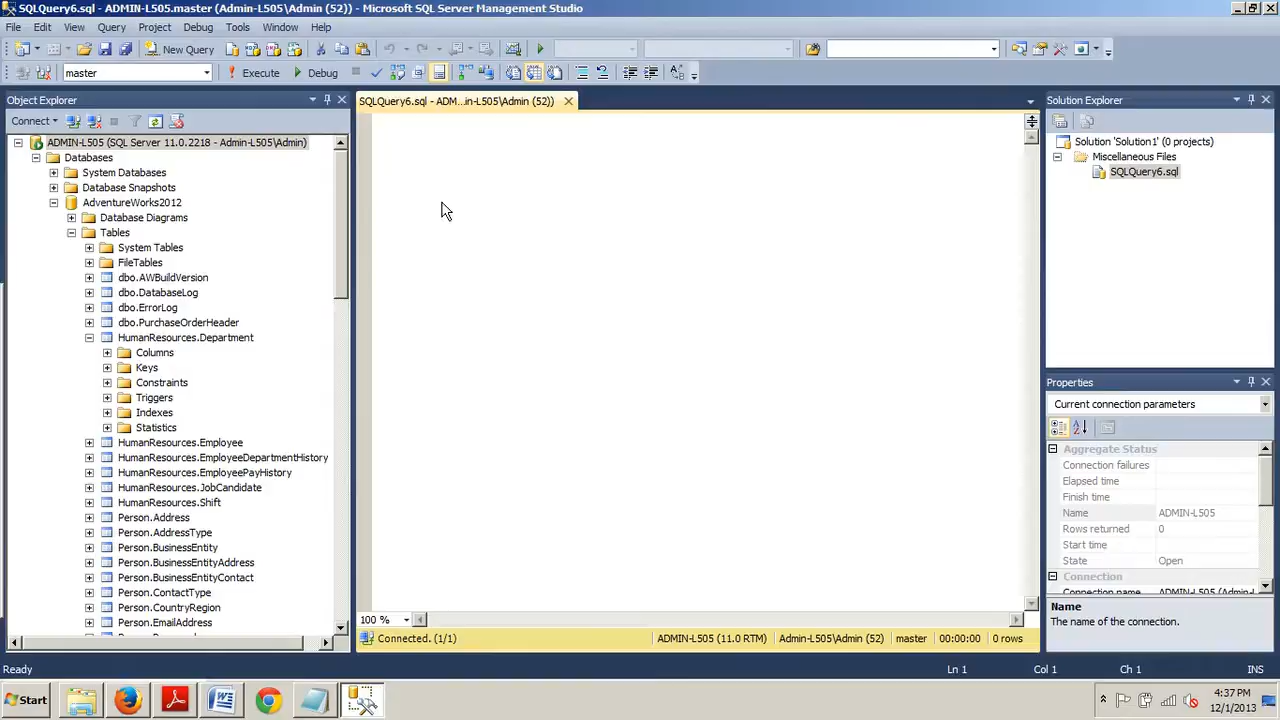 SQLQuery6.sql - ADMIN-L505.master (Admin-L505\Admin (52)) - Microsoft SQL Server Management Studio
File Edit View Query Project Debug Tools Window Help
New Query
master Execute Debug
Object Explorer
Connect
ADMIN-L505 (SQL Server 11.0.2218 - Admin-L505\Admin)
Databases
System Databases
Database Snapshots
AdventureWorks2012
Database Diagrams
Tables
System Tables
FileTables
dbo.AWBuildVersion
dbo.DatabaseLog
dbo.ErrorLog
dbo.PurchaseOrderHeader
HumanResources.Department
Columns
Keys
Constraints
Triggers
Indexes
Statistics
HumanResources.Employee
HumanResources.EmployeeDepartmentHistory
HumanResources.EmployeePayHistory
HumanResources.JobCandidate
HumanResources.Shift
Person.Address
Person.AddressType
Person.BusinessEntity
Person.BusinessEntityAddress
Person.BusinessEntityContact
Person.ContactType
Person.CountryRegion
Person.EmailAddress
SQLQuery6.sql - ADM...in-L505\Admin (52))
100 %
Connected. (1/1) ADMIN-L505 (11.0 RTM) Admin-L505\Admin (52) master 00:00:00 0 rows
Solution Explorer
Solution 'Solution1' (0 projects)
Miscellaneous Files
SQLQuery6.sql
Properties
Current connection parameters
Aggregate Status
Connection failures
Elapsed time
Finish time
Name ADMIN-L505
Rows returned 0
Start time
State Open
Connection
Connection name ADMIN-L505 (Admin-L
Name
The name of the connection.
Ready Ln 1 Col 1 Ch 1 INS
Start 4:37 PM
12/1/2013